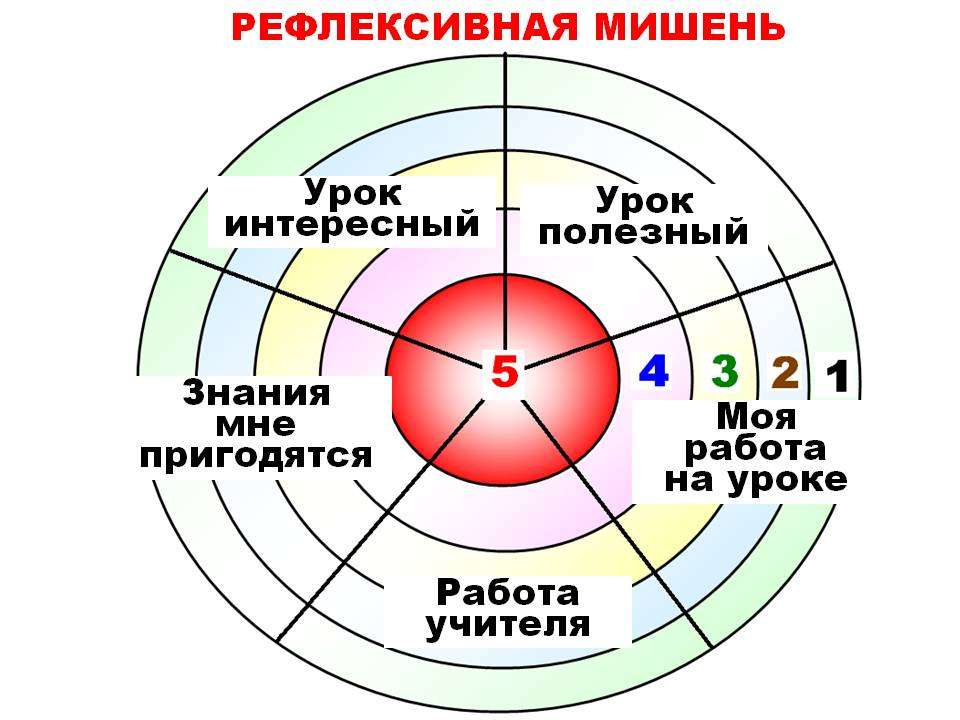 РЕФЛЕКСИВНАЯ МИШЕНЬ
Урок
интересный
Урок
полезный
5
4
3
2
1
Знания
мне
пригодятся
Моя
работа
на уроке
Работа
учителя